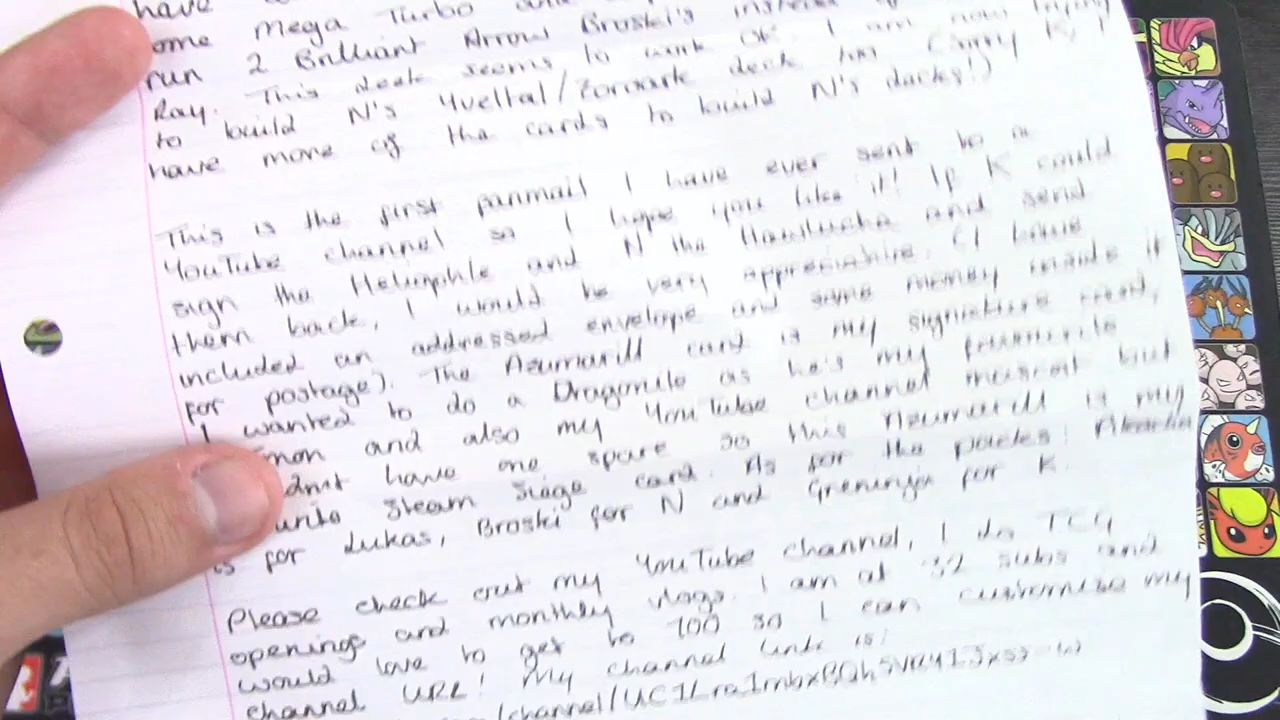 have
ome Mega Turbo and
run 2 Brilliant Arrow Broski's instead of
Ray. This deck seems to work OK. I am now trying
to build N's Yveltal/Zoroark deck (sorry K, I
have more of the cards to build N's decks!)
This is the first fanmail I have ever sent to a
YouTube channel so I hope you like it! If K could
sign the Helioptile and N the Hawlucha and send
them back, I would be very appreciative. (I have
included an addressed envelope and some money inside it
for postage). The Azumarill card is my signature card,
I wanted to do a Dragonite as he's my favourite
mon and also my YouTube channel mascot but
didn't have one spare so this Azumarill is my
Steam Siege card. As for the packs:
is for Lukas, Broski for N and Greninja for K.
Please check out my YouTube channel, I do TCG
openings and monthly vlogs. I am at 32 subs and
would love to get to 100 so I can customise my
channel URL! My channel link is:
/channel/